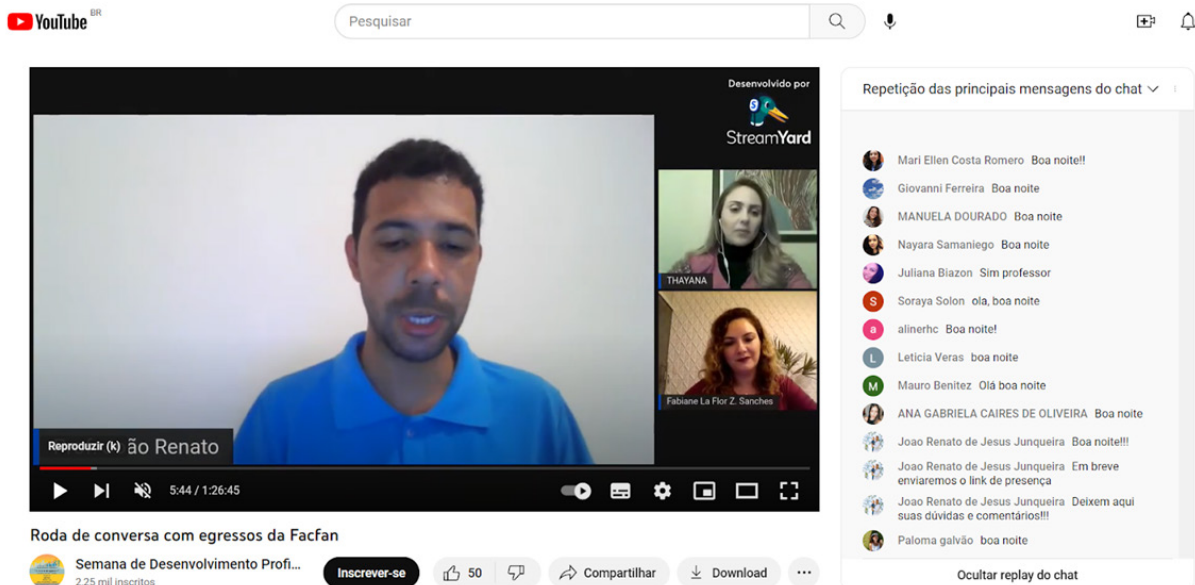 YouTube BR
Pesquisar
Desenvolvido por
StreamYard
THAYANA
Fabiane La Flor Z. Sanches
Reproduzir (k) ão Renato
5:44 / 1:26:45
Roda de conversa com egressos da Facfan
Semana de Desenvolvimento Profi...
2,25 mil inscritos
Inscrever-se
50
Compartilhar
Download
Repetição das principais mensagens do chat
Mari Ellen Costa Romero Boa noite!!
Giovanni Ferreira Boa noite
MANUELA DOURADO Boa noite
Nayara Samaniego Boa noite
Juliana Biazon Sim professor
S Soraya Solon ola, boa noite
a alinerhc Boa noite!
L Leticia Veras boa noite
M Mauro Benitez Olá boa noite
ANA GABRIELA CAIRES DE OLIVEIRA Boa noite
Joao Renato de Jesus Junqueira Boa noite!!!
Joao Renato de Jesus Junqueira Em breve
enviaremos o link de presença
Joao Renato de Jesus Junqueira Deixem aqui
suas dúvidas e comentários!!!
Paloma galvão boa noite
Ocultar replay do chat